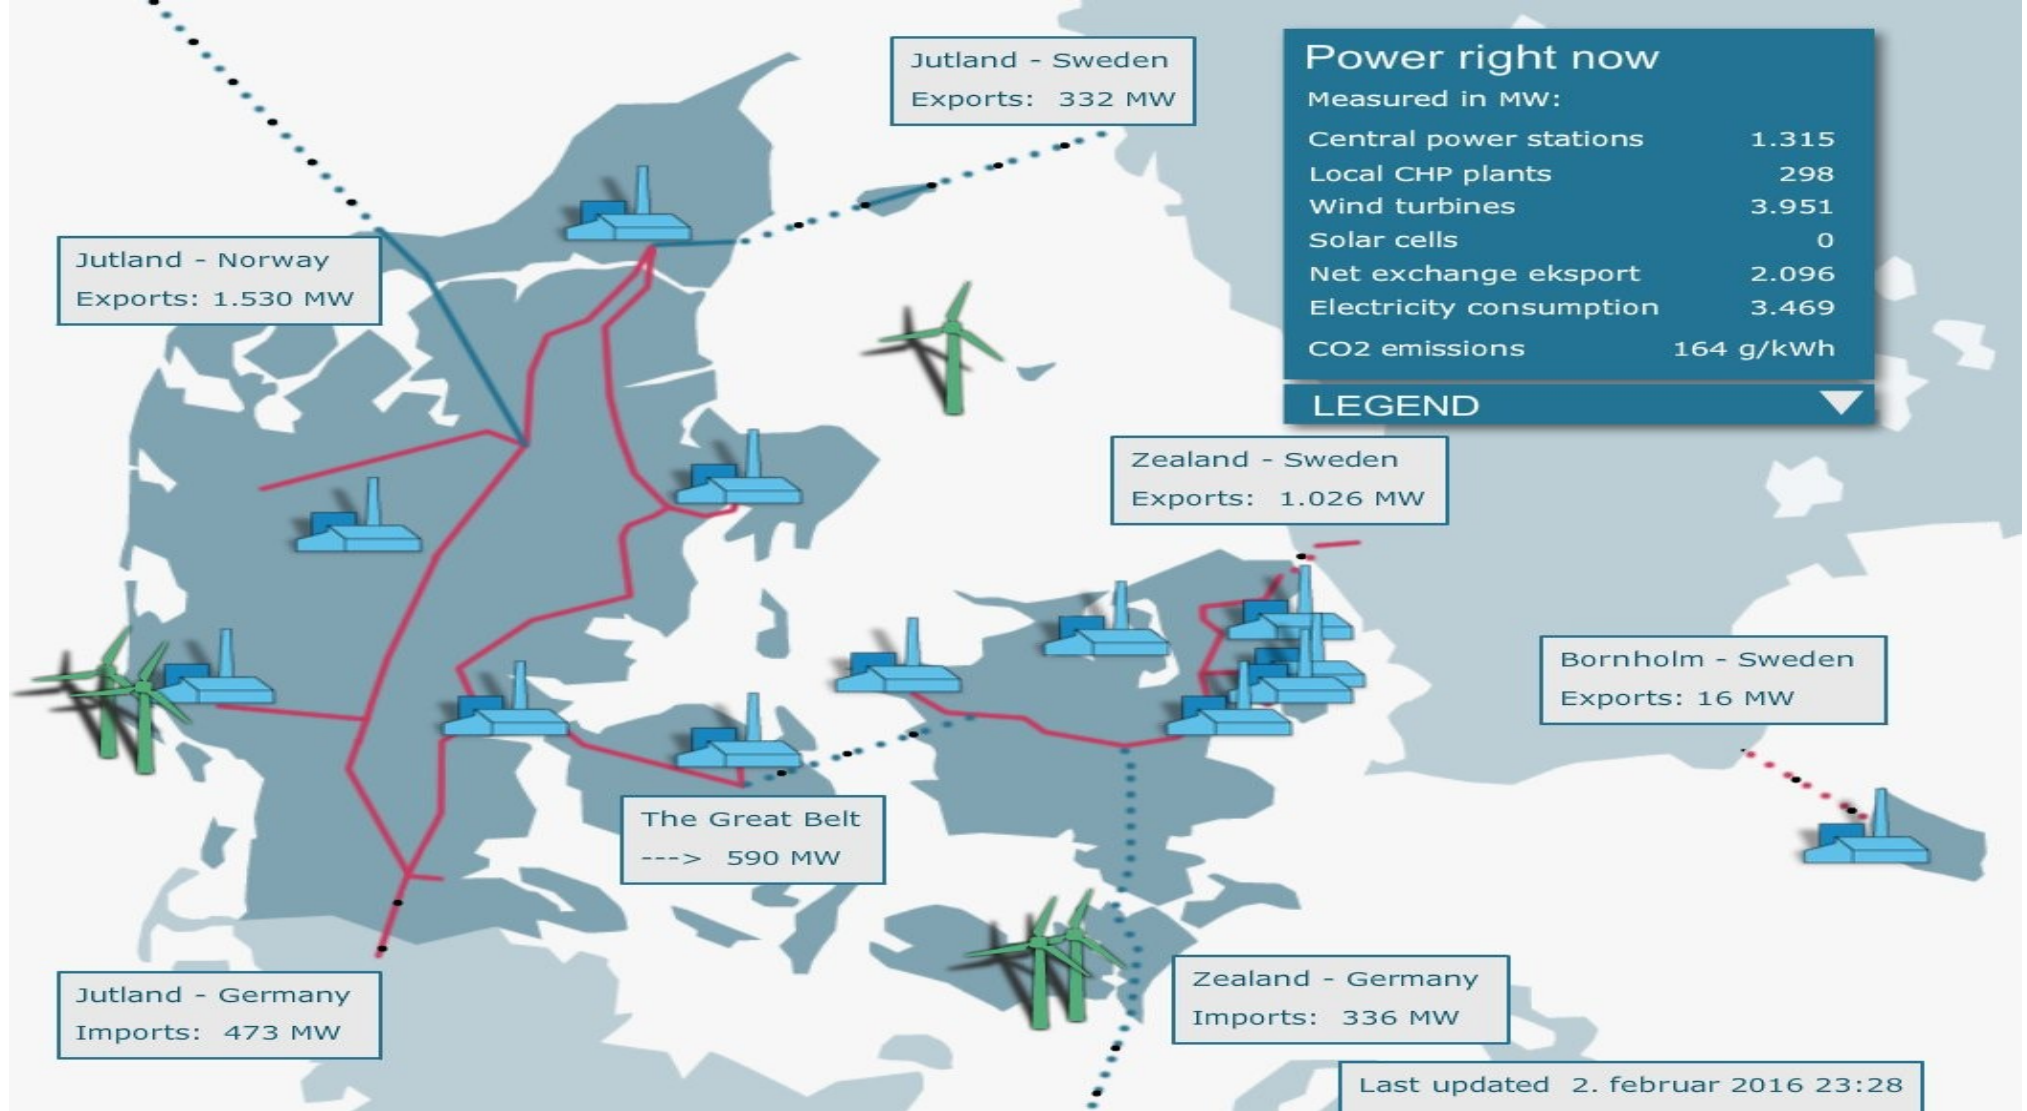 Jutland - Sweden
Exports: 332 MW
Power right now
Measured in MW:
Central power stations 1.315
Local CHP plants 298
Wind turbines 3.951
Solar cells 0
Net exchange eksport 2.096
Electricity consumption 3.469
CO2 emissions 164 g/kWh
LEGEND
Jutland - Norway
Exports: 1.530 MW
Zealand - Sweden
Exports: 1.026 MW
Bornholm - Sweden
Exports: 16 MW
The Great Belt
---> 590 MW
Jutland - Germany
Imports: 473 MW
Zealand - Germany
Imports: 336 MW
Last updated 2. februar 2016 23:28